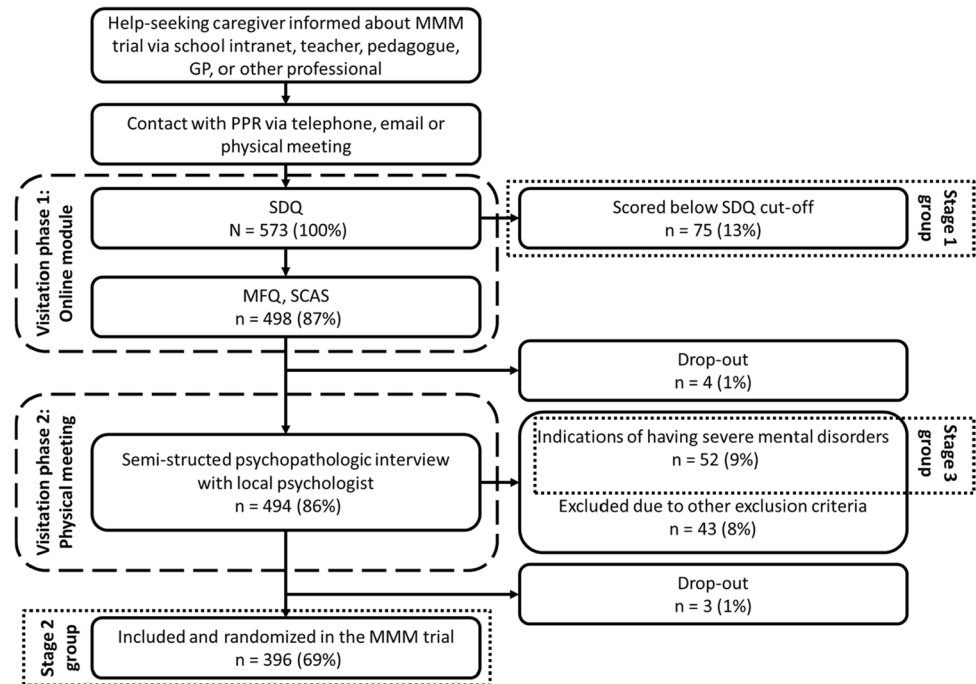 Help-seeking caregiver informed about MMM
trial via school intranet, teacher, pedagogue,
GP, or other professional
Contact with PPR via telephone, email or
physical meeting
Visitation phase 1:
Online module
SDQ
N = 573 (100%)
Scored below SDQ cut-off
n = 75 (13%)
Stage 1
group
MFQ, SCAS
n = 498 (87%)
Drop-out
n = 4 (1%)
Visitation phase 2:
Physical meeting
Semi-structed psychopathologic interview
with local psychologist
n = 494 (86%)
Indications of having severe mental disorders
n = 52 (9%)
Stage 3
group
Excluded due to other exclusion criteria
n = 43 (8%)
Drop-out
n = 3 (1%)
Stage 2
group
Included and randomized in the MMM trial
n = 396 (69%)